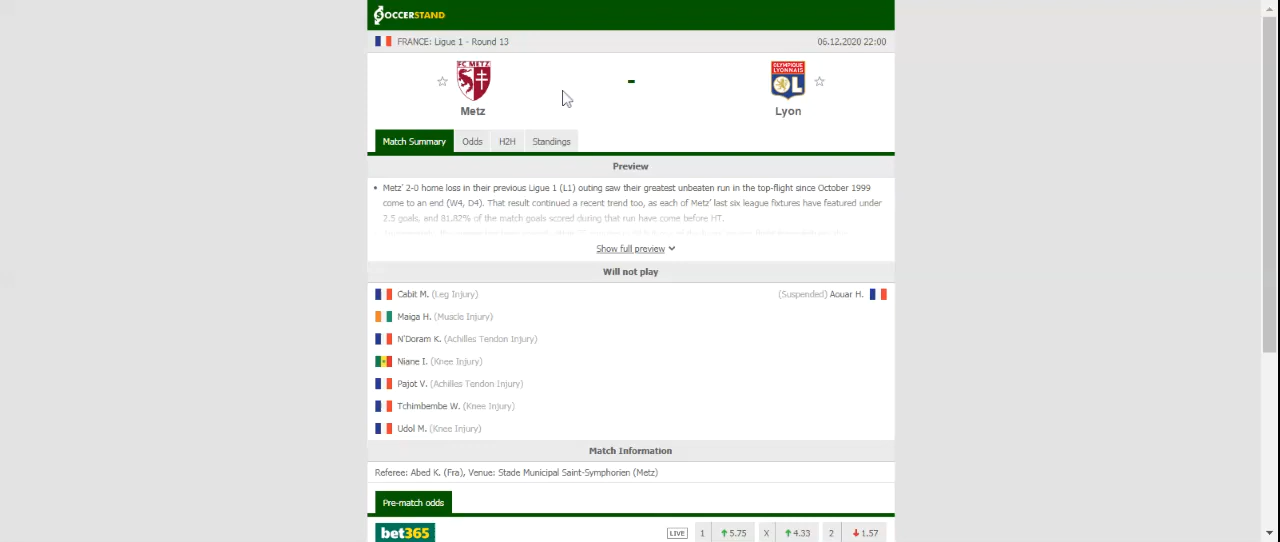 SOCCERSTAND
FRANCE: Ligue 1 - Round 13
06.12.2020 22:00
FC METZ
OLYMPIQUE LYONNAIS
OL
-
Metz
Lyon
Match Summary
Odds
H2H
Standings
Preview
• Metz' 2-0 home loss in their previous Ligue 1 (L1) outing saw their greatest unbeaten run in the top-flight since October 1999
come to an end (W4, D4). That result continued a recent trend too, as each of Metz' last six league fixtures have featured under
2.5 goals, and 81.82% of the match goals scored during that run have come before HT.
Show full preview
Will not play
Cabit M. (Leg Injury)
(Suspended) Aouar H.
Maiga H. (Muscle Injury)
N'Doram K. (Achilles Tendon Injury)
Niane I. (Knee Injury)
Pajot V. (Achilles Tendon Injury)
Tchimbembe W. (Knee Injury)
Udol M. (Knee Injury)
Match Information
Referee: Abed K. (Fra), Venue: Stade Municipal Saint-Symphorien (Metz)
Pre-match odds
bet365
LIVE
1 5.75
X 4.33
2 1.57